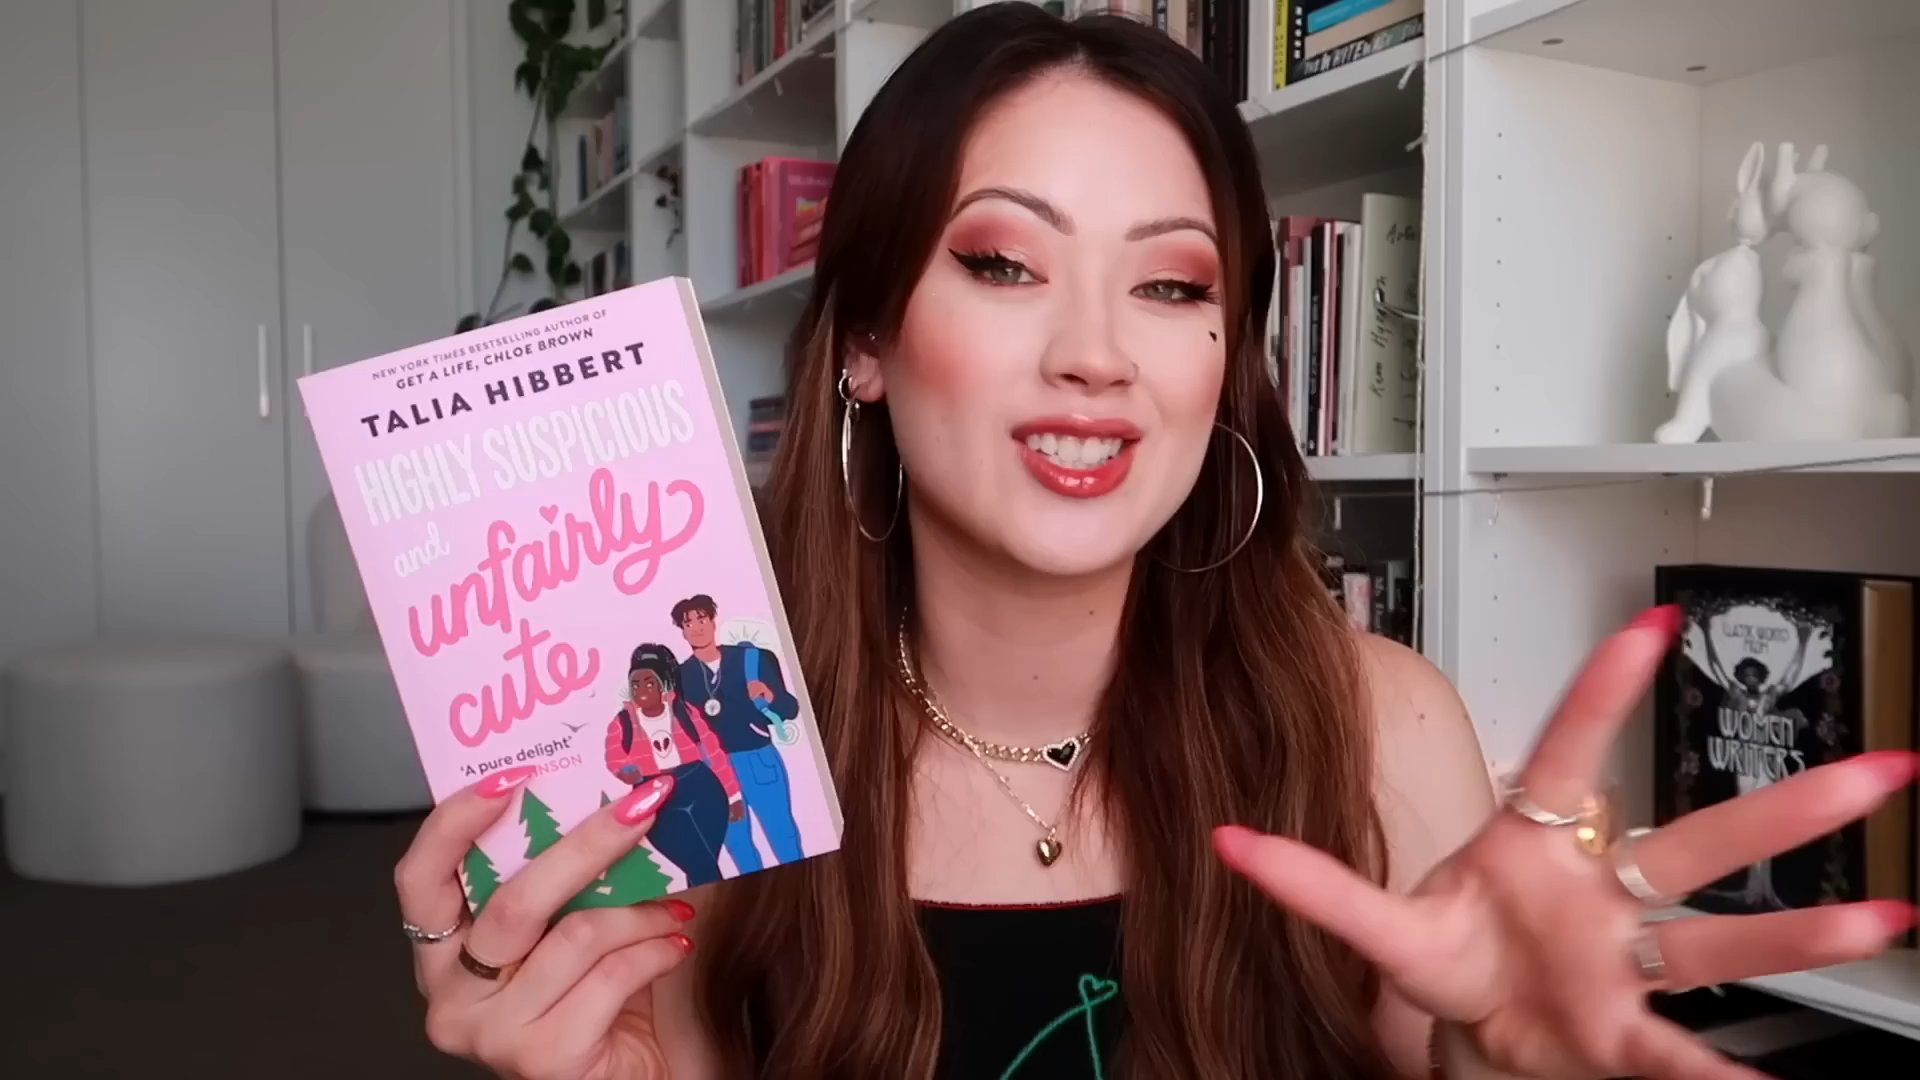 NEW YORK TIMES BESTSELLING AUTHOR OF
GET A LIFE, CHLOE BROWN
TALIA HIBBERT
HIGHLY SUSPICIOUS
and
unfairly
cute
'A pure delight'
WOMEN
WRITERS